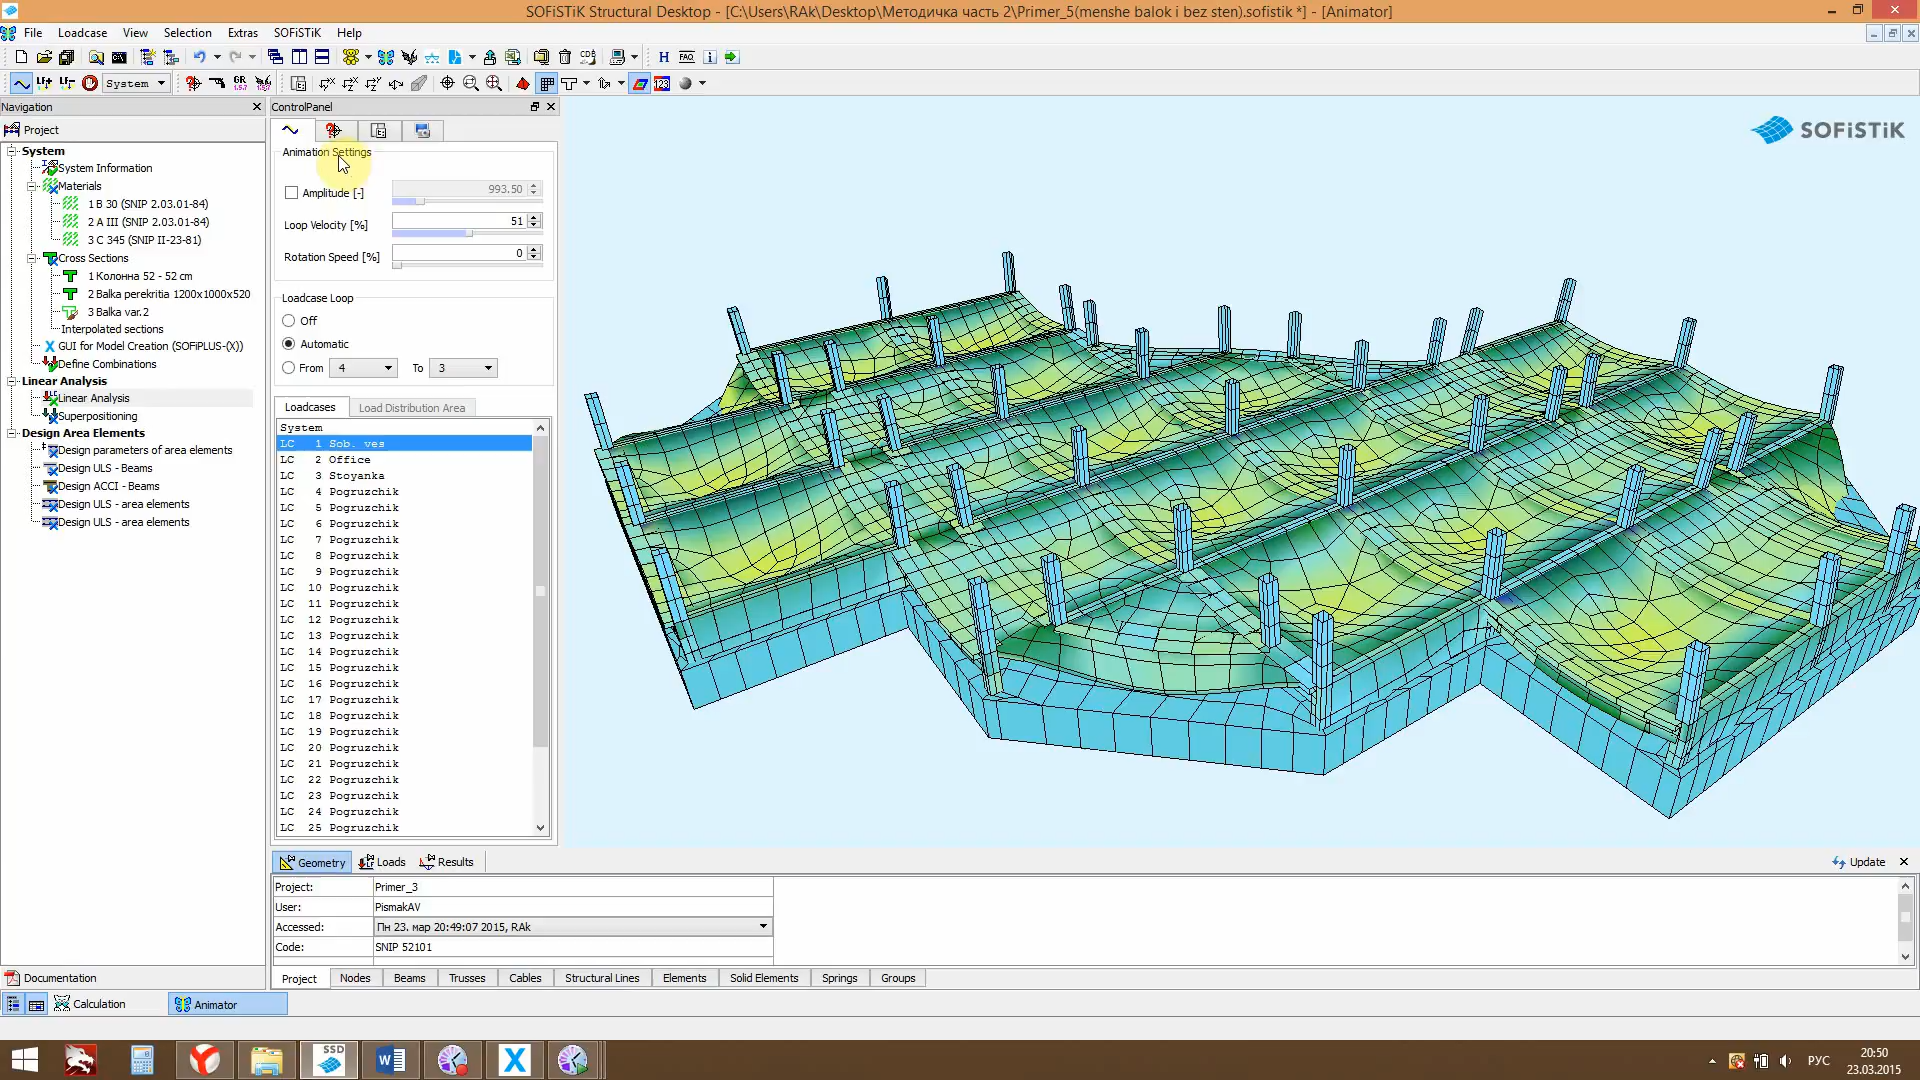 SOFiSTiK Structural Desktop - [C:\Users\RAk\Desktop\Методичка часть 2\Primer_5(menshe balok i bez sten).sofistik *] - [Animator]
File Loadcase View Selection Extras SOFiSTiK Help
H FAQ
LF+ LF- System GR 1.5.7 123
Navigation
Project
System
System Information
Materials
1 B 30 (SNIP 2.03.01-84)
2 A III (SNIP 2.03.01-84)
3 C 345 (SNIP II-23-81)
Cross Sections
1 Колонна 52 - 52 cm
2 Balka perekritia 1200x1000x520
3 Balka var.2
Interpolated sections
GUI for Model Creation (SOFiPLUS-(X))
Define Combinations
Linear Analysis
Linear Analysis
Superpositioning
Design Area Elements
Design parameters of area elements
Design ULS - Beams
Design ACCI - Beams
Design ULS - area elements
Design ULS - area elements
Documentation
ControlPanel
Animation Settings
Amplitude [-] 993.50
Loop Velocity [%] 51
Rotation Speed [%] 0
Loadcase Loop
Off
Automatic
From 4 To 3
Loadcases Load Distribution Area
System
LC 1 Sob. ves
LC 2 Office
LC 3 Stoyanka
LC 4 Pogruzchik
LC 5 Pogruzchik
LC 6 Pogruzchik
LC 7 Pogruzchik
LC 8 Pogruzchik
LC 9 Pogruzchik
LC 10 Pogruzchik
LC 11 Pogruzchik
LC 12 Pogruzchik
LC 13 Pogruzchik
LC 14 Pogruzchik
LC 15 Pogruzchik
LC 16 Pogruzchik
LC 17 Pogruzchik
LC 18 Pogruzchik
LC 19 Pogruzchik
LC 20 Pogruzchik
LC 21 Pogruzchik
LC 22 Pogruzchik
LC 23 Pogruzchik
LC 24 Pogruzchik
LC 25 Pogruzchik
SOFiSTiK
Geometry Loads Results Update
Project: Primer_3
User: PismakAV
Accessed: Пн 23. мар 20:49:07 2015, RAk
Code: SNIP 52101
Project Nodes Beams Trusses Cables Structural Lines Elements Solid Elements Springs Groups
Calculation Animator
SSD
РУС
20:50
23.03.2015